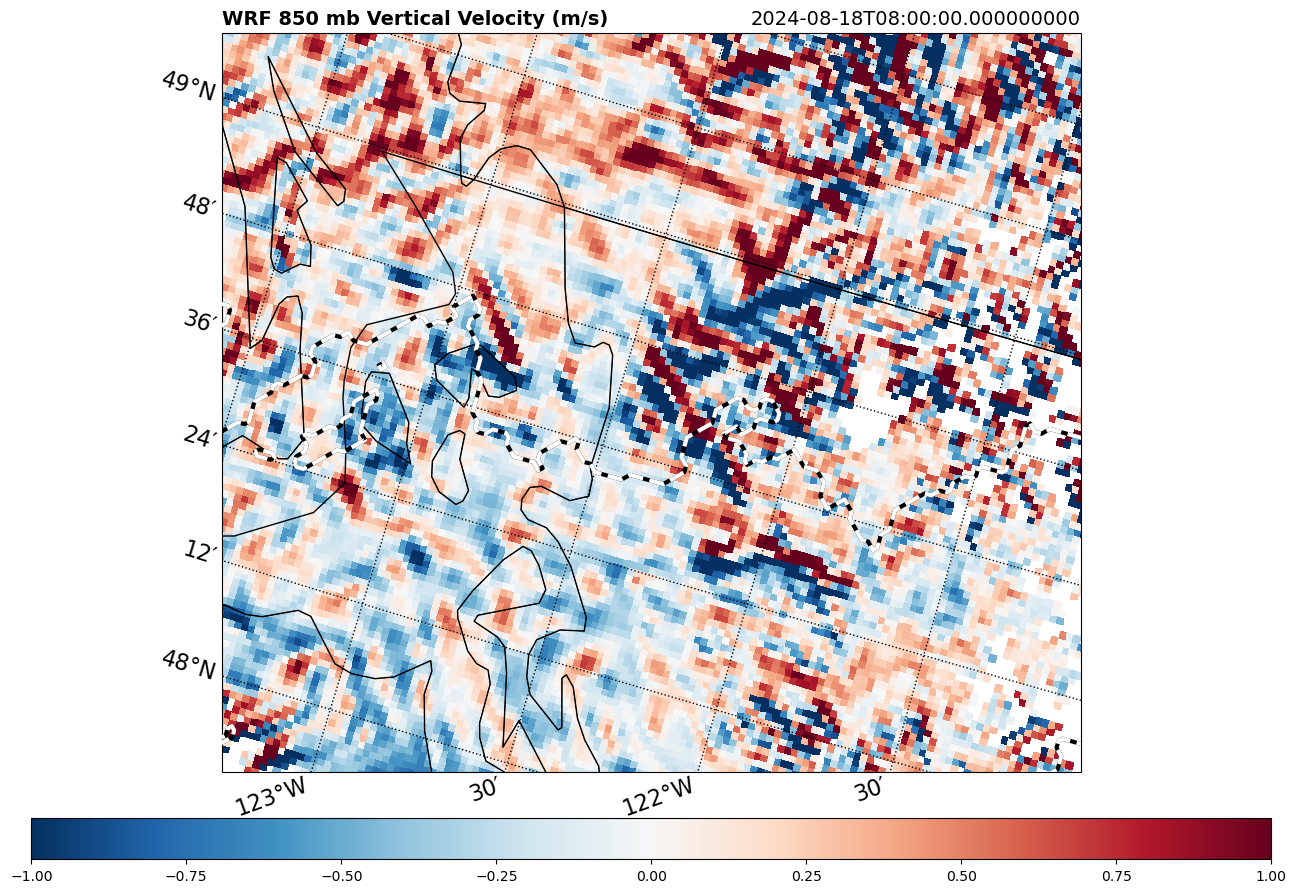 WRF 850 mb Vertical Velocity (m/s) 2024-08-18T08:00:00.000000000
49°N
48′
36′
24′
12′
48°N
123°W 30′ 122°W 30′
−1.00 −0.75 −0.50 −0.25 0.00 0.25 0.50 0.75 1.00